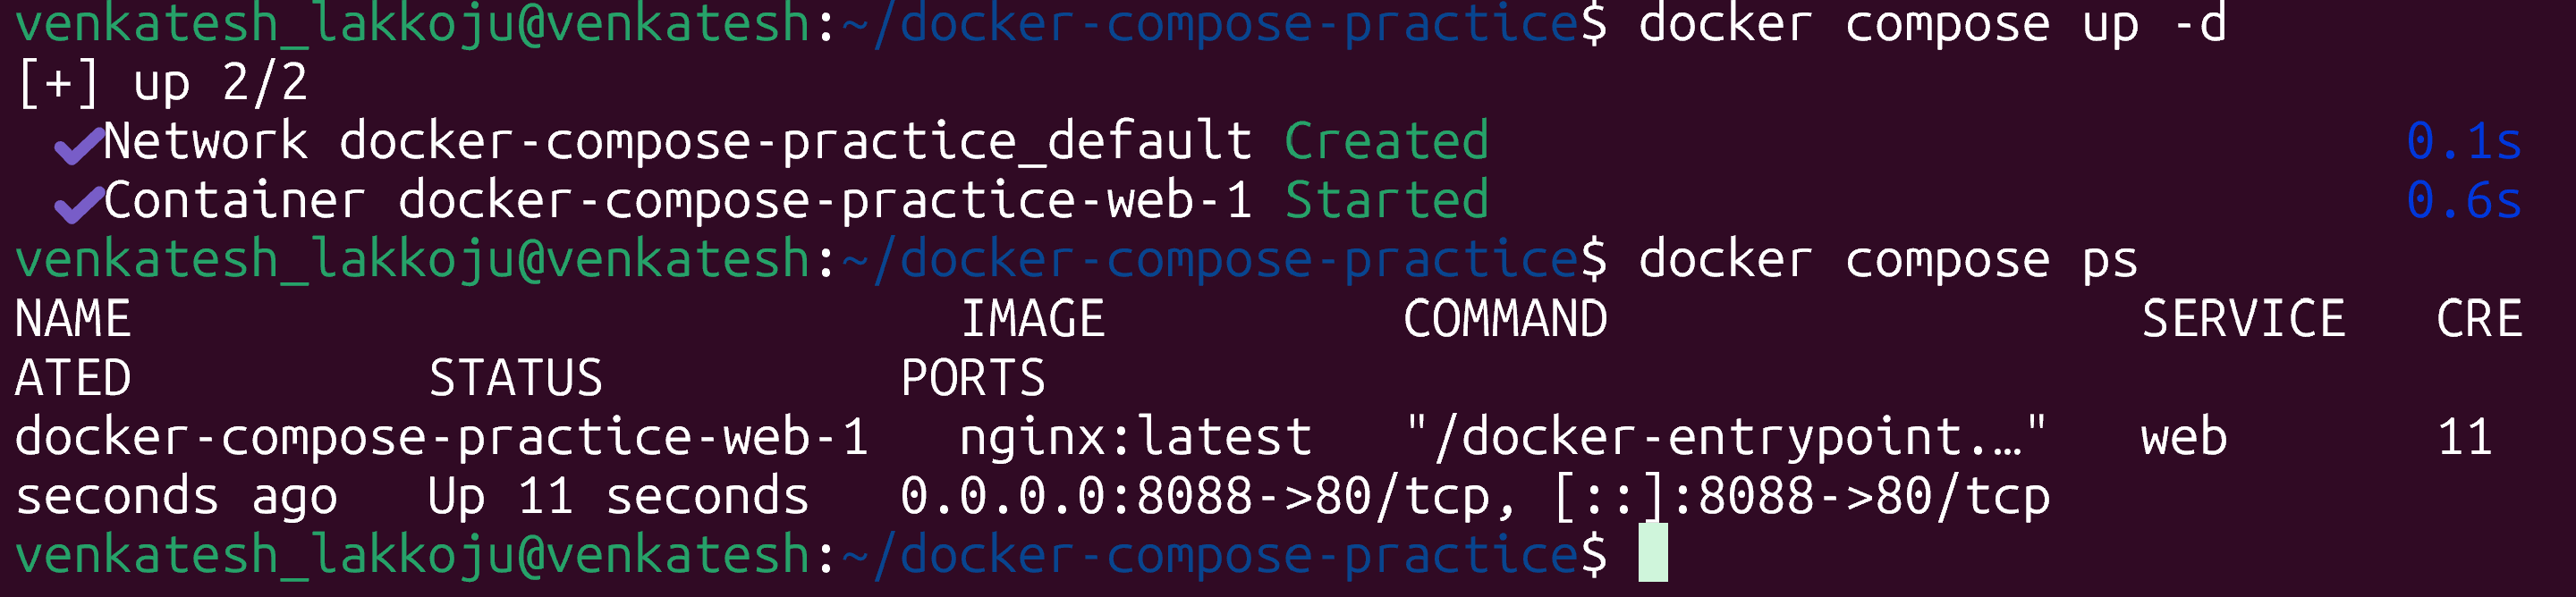 venkatesh_lakkoju@venkatesh:~/docker-compose-practice$ docker compose up -d
[+] up 2/2
✔Network docker-compose-practice_default Created 0.1s
✔Container docker-compose-practice-web-1 Started 0.6s
venkatesh_lakkoju@venkatesh:~/docker-compose-practice$ docker compose ps
NAME IMAGE COMMAND SERVICE CRE
ATED STATUS PORTS
docker-compose-practice-web-1 nginx:latest "/docker-entrypoint.…" web 11
seconds ago Up 11 seconds 0.0.0.0:8088->80/tcp, [::]:8088->80/tcp
venkatesh_lakkoju@venkatesh:~/docker-compose-practice$